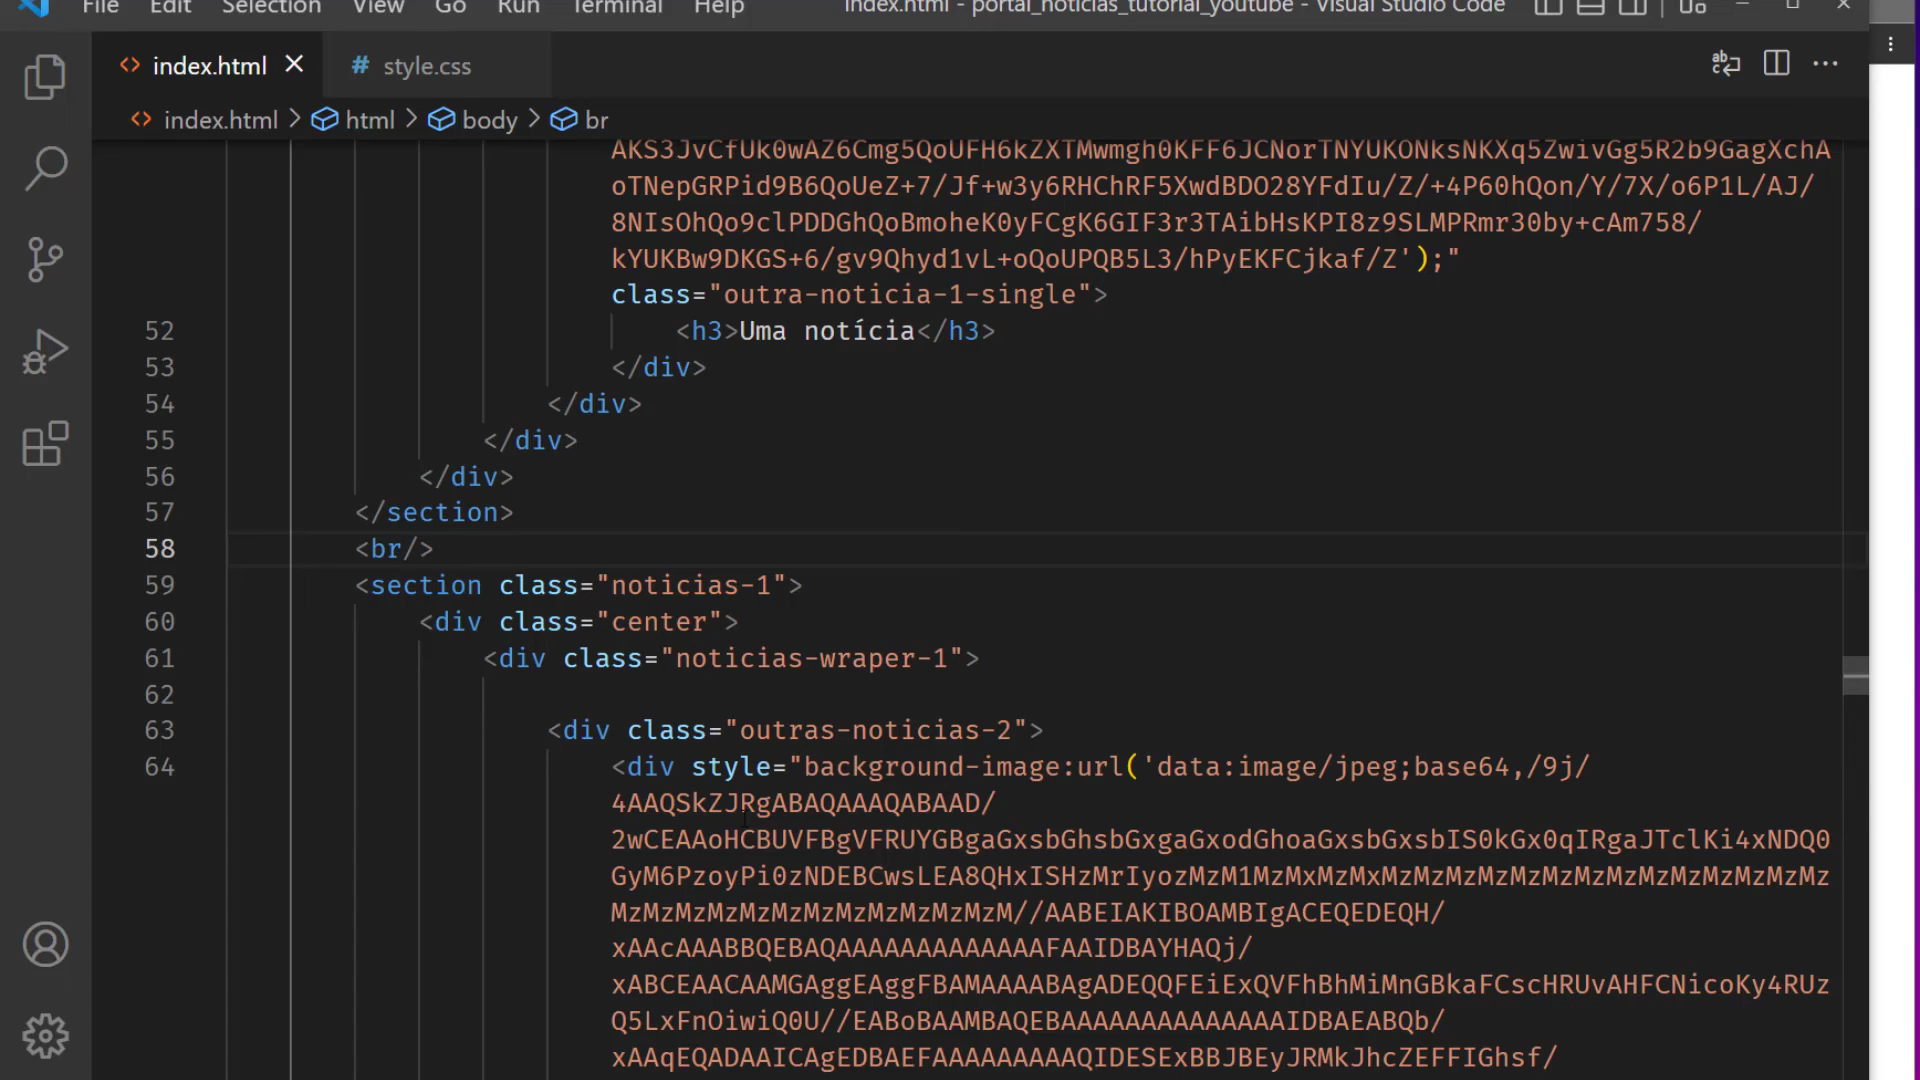 File Edit Selection View Go Run Terminal Help index.html - portal_noticias_tutorial_youtube - Visual Studio Code
index.html style.css
index.html > html > body > br
AKS3JvCfUk0wAZ6Cmg5QoUFH6kZXTMwmgh0KFF6JCNorTNYUKONksNKXq5ZwivGg5R2b9GagXchA
oTNepGRPid9B6QoUeZ+7/Jf+w3y6RHChRF5XwdBDO28YFdIu/Z/+4P60hQon/Y/7X/o6P1L/AJ/
8NIsOhQo9clPDDGhQoBmoheK0yFCgK6GIF3r3TAibHsKPI8z9SLMPRmr30by+cAm758/
kYUKBw9DKGS+6/gv9Qhyd1vL+oQoUPQB5L3/hPyEKFCjkaf/Z');"
class="outra-noticia-1-single">
52 <h3>Uma notícia</h3>
53 </div>
54 </div>
55 </div>
56 </div>
57 </section>
58 <br/>
59 <section class="noticias-1">
60 <div class="center">
61 <div class="noticias-wraper-1">
62
63 <div class="outras-noticias-2">
64 <div style="background-image:url('data:image/jpeg;base64,/9j/
4AAQSkZJRgABAQAAAQABAAD/
2wCEAAoHCBUVFBgVFRUYGBgaGxsbGhsbGxgaGxodGhoaGxsbGxsbIS0kGx0qIRgaJTclKi4xNDQ0
GyM6PzoyPi0zNDEBCwsLEA8QHxISHzMrIyozMzM1MzMxMzMxMzMzMzMzMzMzMzMzMzMzMzMzMzMz
MzMzMzMzMzMzMzMzMzMzMzMzM//AABEIAKIBOAMBIgACEQEDEQH/
xAAcAAABBQEBAQAAAAAAAAAAAAAFAAIDBAYHAQj/
xABCEAACAAMGAggEAggFBAMAAAABAgADEQQFEiExQVFhBhMiMnGBkaFCscHRUvAHFCNicoKy4RUz
Q5LxFnOiwiQ0U//EABoBAAMBAQEBAAAAAAAAAAAAAAIDBAEABQb/
xAAqEQADAAICAgEDBAEFAAAAAAAAAQIDESExBBJBEyJRMkJhcZEFFIGhsf/